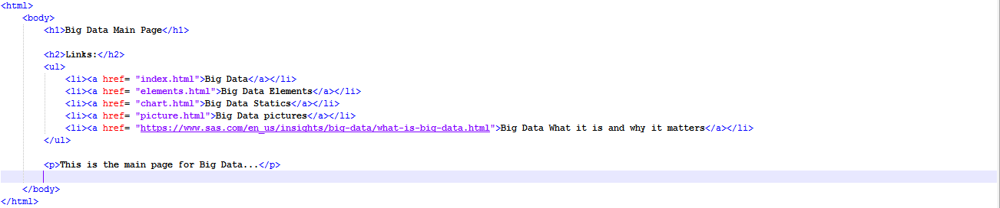 <html>
<body>
<h1>Big Data Main Page</h1>
<h2>Links:</h2>
<ul>
<li><a href= "index.html">Big Data</a></li>
<li><a href= "elements.html">Big Data Elements</a></li>
<li><a href= "chart.html">Big Data Statics</a></li>
<li><a href= "picture.html">Big Data pictures</a></li>
<li><a href= "https://www.sas.com/en_us/insights/big-data/what-is-big-data.html">Big Data What it is and why it matters</a></li>
</ul>
<p>This is the main page for Big Data...</p>
</body>
</html>